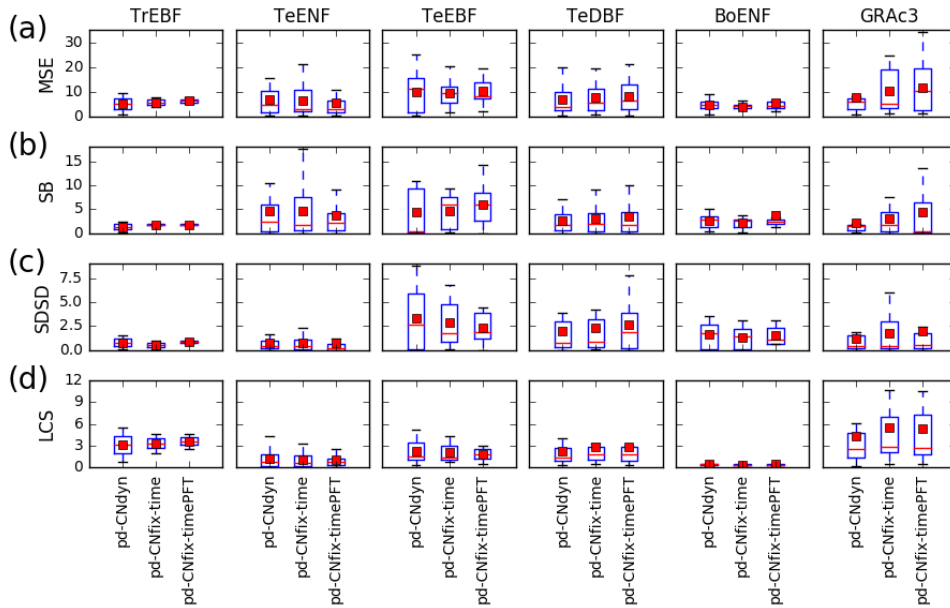 TrEBF TeENF TeEBF TeDBF BoENF GRAc3
(a)
MSE
30
20
10
0
(b)
SB
15
10
5
0
(c)
SDSD
7.5
5.0
2.5
0.0
(d)
LCS
12
9
6
3
0
pd-CNdyn pd-CNfix-time pd-CNfix-timePFT pd-CNdyn pd-CNfix-time pd-CNfix-timePFT pd-CNdyn pd-CNfix-time pd-CNfix-timePFT pd-CNdyn pd-CNfix-time pd-CNfix-timePFT pd-CNdyn pd-CNfix-time pd-CNfix-timePFT pd-CNdyn pd-CNfix-time pd-CNfix-timePFT